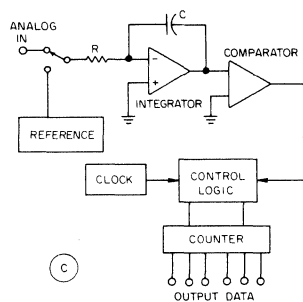 ANALOG
IN
R
C
COMPARATOR
-
+
INTEGRATOR
REFERENCE
CLOCK
CONTROL
LOGIC
COUNTER
C
OUTPUT DATA